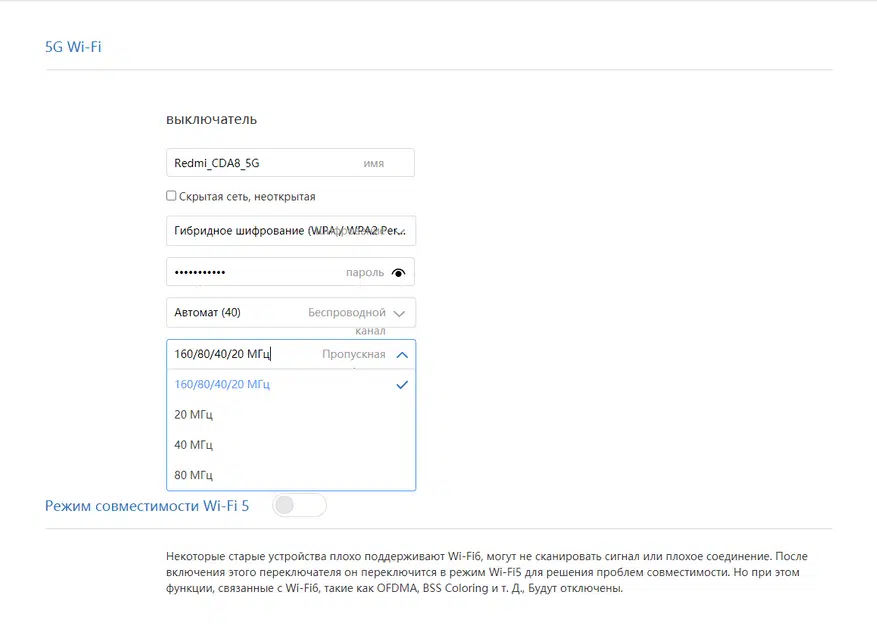 5G Wi-Fi
выключатель
Redmi_CDA8_5G имя
Скрытая сеть, неоткрытая
Гибридное шифрование (WPA)/WPA2 Per...
••••••••••• пароль
Автомат (40) Беспроводной
канал
160/80/40/20 МГц Пропускная
160/80/40/20 МГц
20 МГц
40 МГц
80 МГц
Режим совместимости Wi-Fi 5
Некоторые старые устройства плохо поддерживают Wi-Fi6, могут не сканировать сигнал или плохое соединение. После
включения этого переключателя он переключится в режим Wi-Fi5 для решения проблем совместимости. Но при этом
функции, связанные с Wi-Fi6, такие как OFDMA, BSS Coloring и т. Д., Будут отключены.